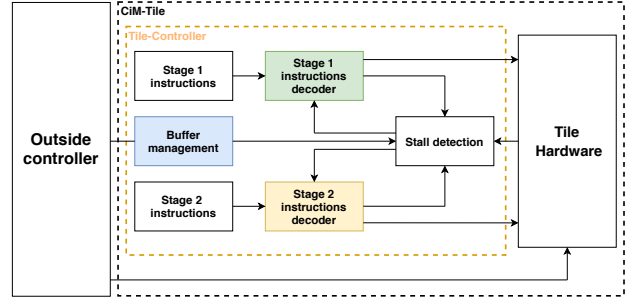 CiM-Tile
Tile-Controller
Stage 1
instructions
Stage 1
instructions
decoder
Outside
controller
Buffer
management
Stall detection
Tile
Hardware
Stage 2
instructions
Stage 2
instructions
decoder